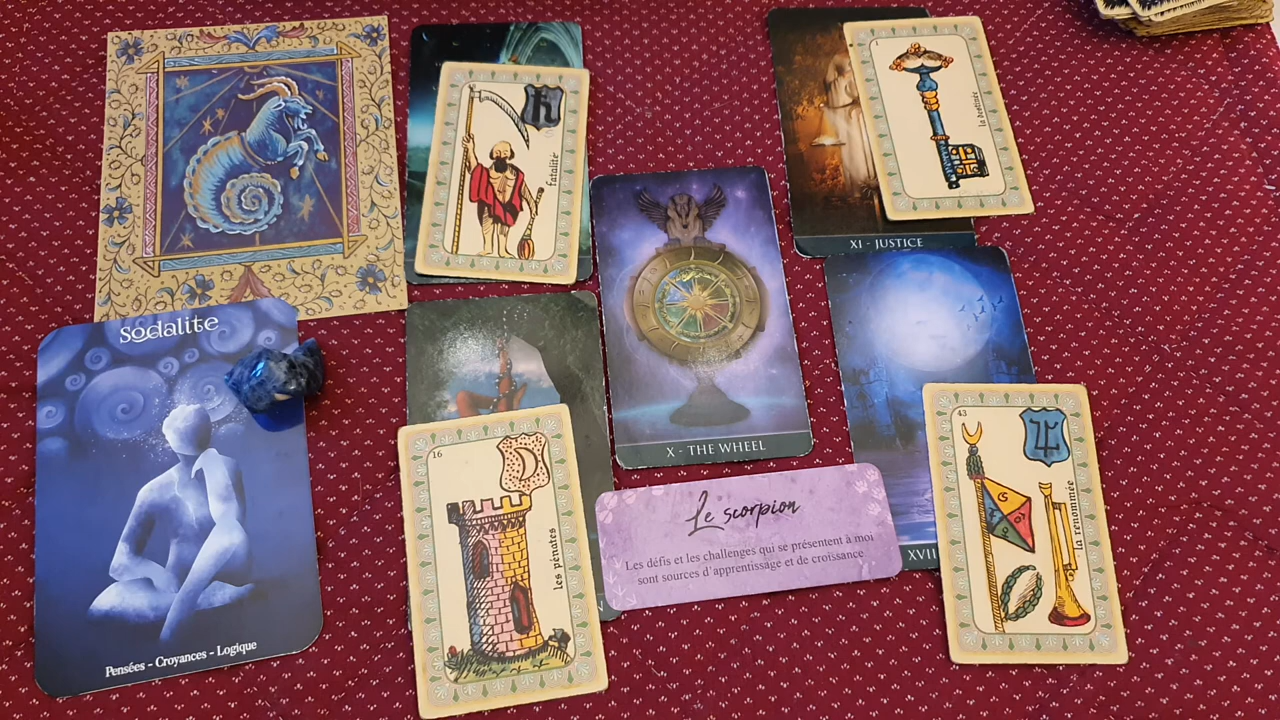 fatalité
1
la destinée
XI - JUSTICE
Sodalite
X - THE WHEEL
16
les pénates
43
la renommée
Le scorpion
Les défis et les challenges qui se présentent à moi
sont sources d'apprentissage et de croissance
XVII
Pensées - Croyances - Logique